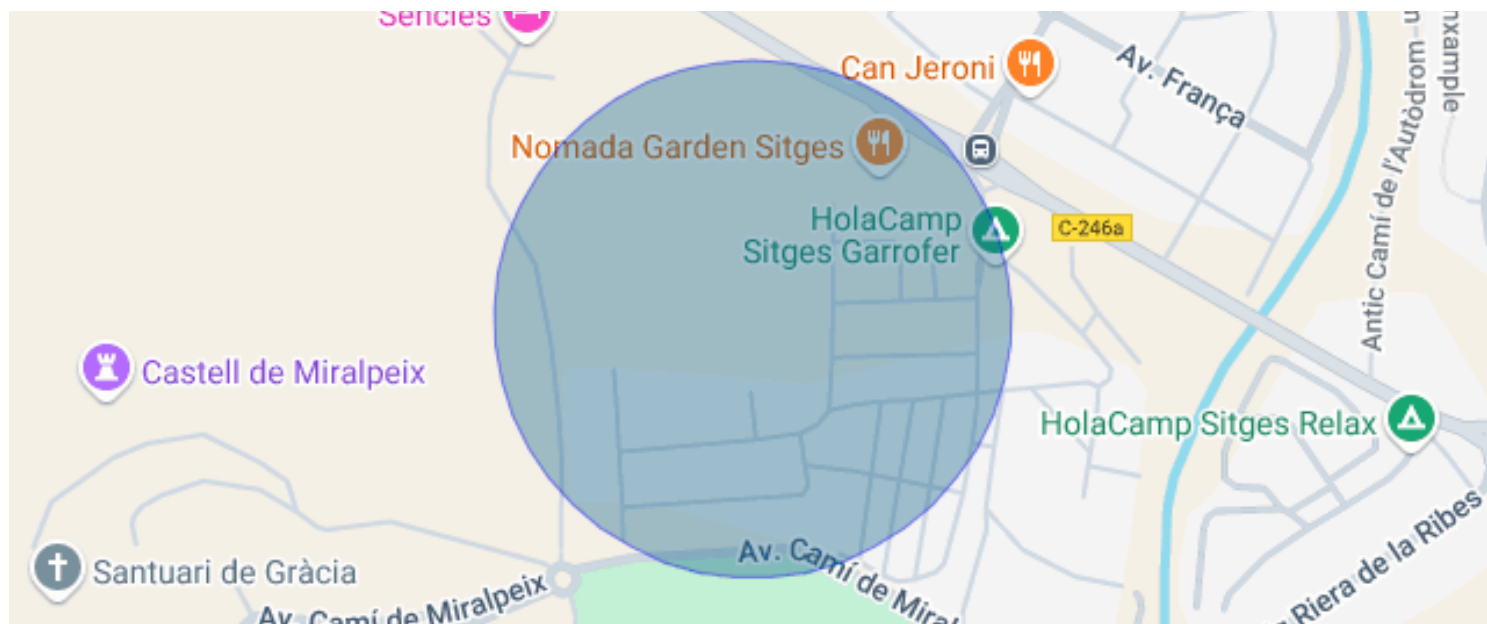 Sencies
Can Jeroni
Av. França
Nomada Garden Sitges
HolaCamp
Sitges Garrofer
C-246a
Antic Camí de l'Autòdrom
Castell de Miralpeix
HolaCamp Sitges Relax
Santuari de Gràcia
Av. Camí de Miralpeix
Av. Camí de
Riera de la Ribes